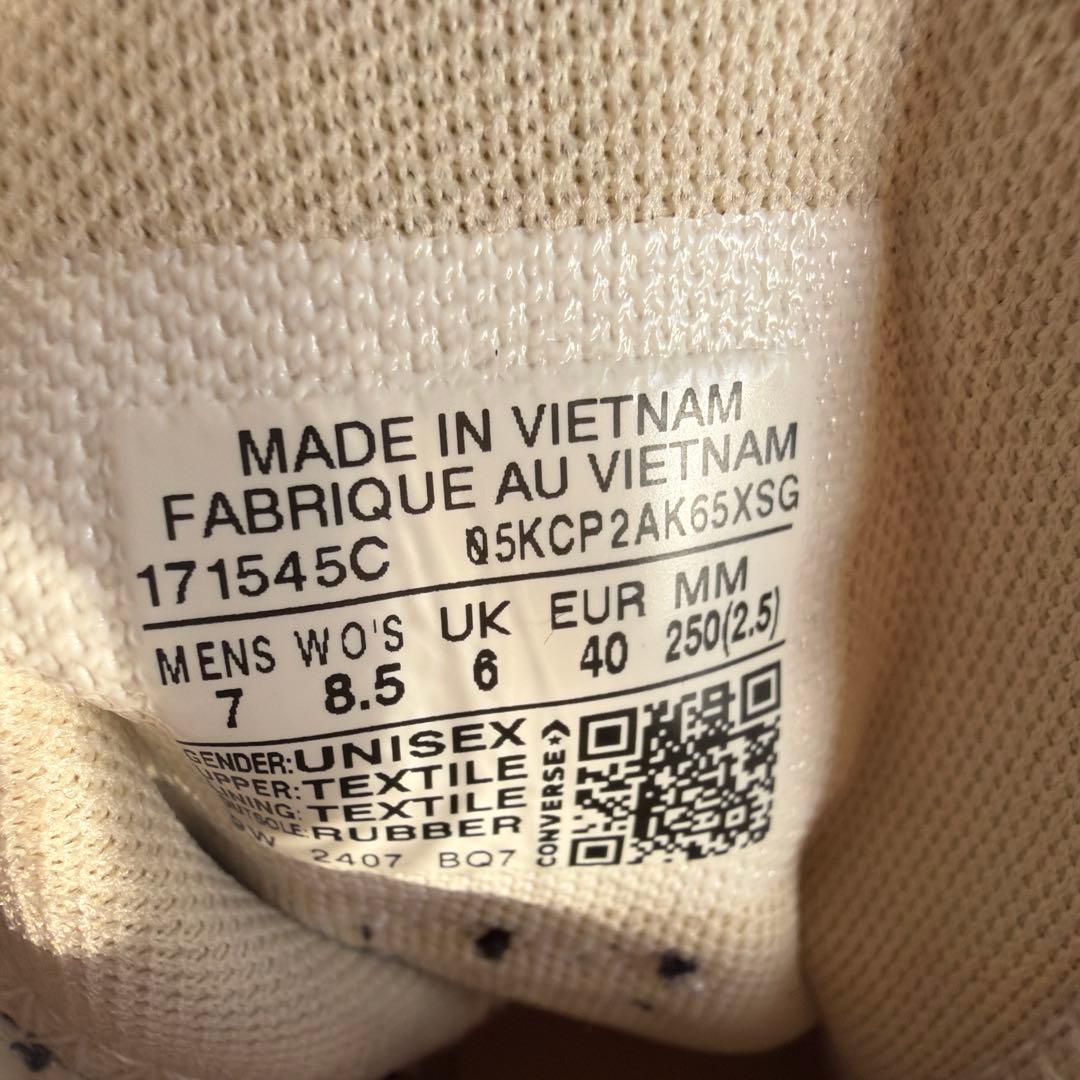 MADE IN VIETNAM
FABRIQUE AU VIETNAM
171545C Q5KCP2AK65XSG
MENS WO'S UK EUR MM
7 8.5 6 40 250(2.5)
GENDER: UNISEX
UPPER: TEXTILE
LINING: TEXTILE
OUTSOLE: RUBBER
2407 BQ7
CONVERSE